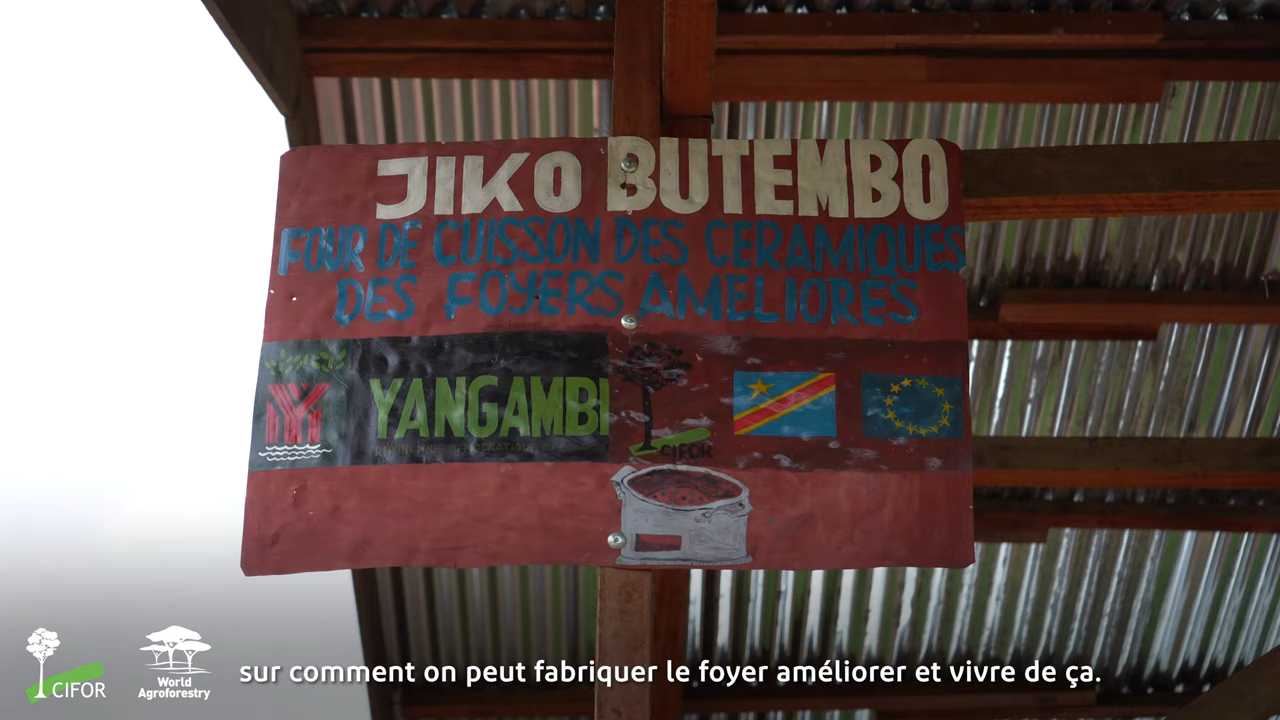 JIKO BUTEMBO
FOUR DE CUISSON DES CERAMIQUES
DES FOYERS AMELIORES
YANGAMBI
CIFOR
CIFOR
World
Agroforestry
sur comment on peut fabriquer le foyer améliorer et vivre de ça.